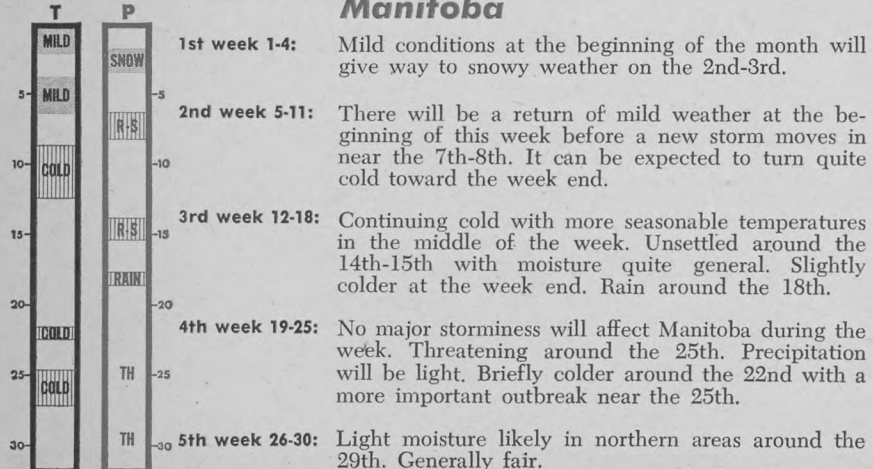 Manitoba
T P
MILD
SNOW
5 MILD 5
R-S
10 COLD 10
R-S
15 15
RAIN
20 20
COLD
25 TH 25
COLD
30 TH 30
1st week 1-4: Mild conditions at the beginning of the month will
give way to snowy weather on the 2nd-3rd.
2nd week 5-11: There will be a return of mild weather at the be-
ginning of this week before a new storm moves in
near the 7th-8th. It can be expected to turn quite
cold toward the week end.
3rd week 12-18: Continuing cold with more seasonable temperatures
in the middle of the week. Unsettled around the
14th-15th with moisture quite general. Slightly
colder at the week end. Rain around the 18th.
4th week 19-25: No major storminess will affect Manitoba during the
week. Threatening around the 25th. Precipitation
will be light. Briefly colder around the 22nd with a
more important outbreak near the 25th.
5th week 26-30: Light moisture likely in northern areas around the
29th. Generally fair.